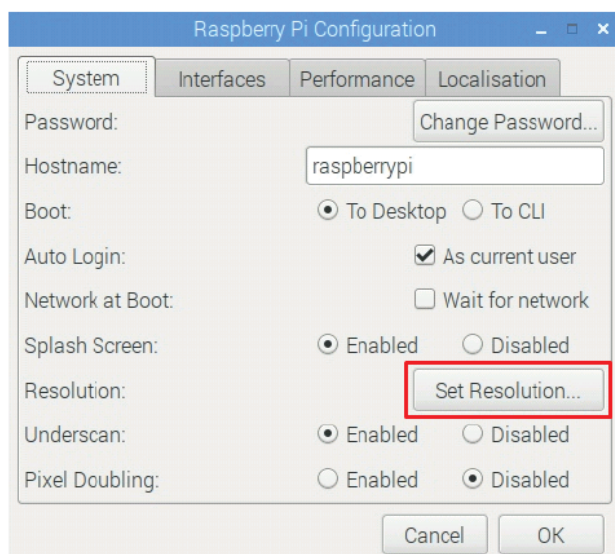 Raspberry Pi Configuration
System Interfaces Performance Localisation
Password: Change Password...
Hostname: raspberrypi
Boot: To Desktop To CLI
Auto Login: As current user
Network at Boot: Wait for network
Splash Screen: Enabled Disabled
Resolution: Set Resolution...
Underscan: Enabled Disabled
Pixel Doubling: Enabled Disabled
Cancel OK